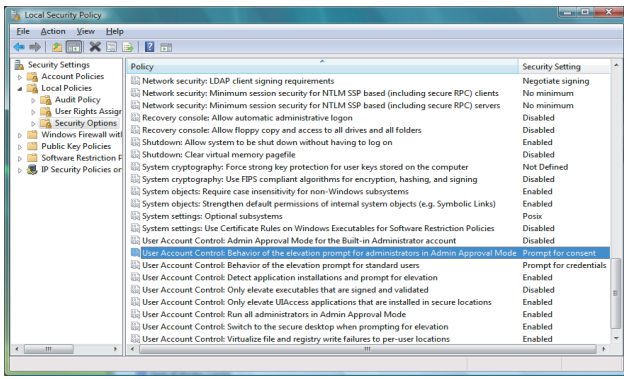 Local Security Policy
File Action View Help
Security Settings
Account Policies
Local Policies
Audit Policy
User Rights Assigr
Security Options
Windows Firewall witl
Public Key Policies
Software Restriction F
IP Security Policies or
Policy Security Setting
Network security: LDAP client signing requirements Negotiate signing
Network security: Minimum session security for NTLM SSP based (including secure RPC) clients No minimum
Network security: Minimum session security for NTLM SSP based (including secure RPC) servers No minimum
Recovery console: Allow automatic administrative logon Disabled
Recovery console: Allow floppy copy and access to all drives and all folders Disabled
Shutdown: Allow system to be shut down without having to log on Enabled
Shutdown: Clear virtual memory pagefile Disabled
System cryptography: Force strong key protection for user keys stored on the computer Not Defined
System cryptography: Use FIPS compliant algorithms for encryption, hashing, and signing Disabled
System objects: Require case insensitivity for non-Windows subsystems Enabled
System objects: Strengthen default permissions of internal system objects (e.g. Symbolic Links) Enabled
System settings: Optional subsystems Posix
System settings: Use Certificate Rules on Windows Executables for Software Restriction Policies Disabled
User Account Control: Admin Approval Mode for the Built-in Administrator account Disabled
User Account Control: Behavior of the elevation prompt for administrators in Admin Approval Mode Prompt for consent
User Account Control: Behavior of the elevation prompt for standard users Prompt for credentials
User Account Control: Detect application installations and prompt for elevation Enabled
User Account Control: Only elevate executables that are signed and validated Disabled
User Account Control: Only elevate UIAccess applications that are installed in secure locations Enabled
User Account Control: Run all administrators in Admin Approval Mode Enabled
User Account Control: Switch to the secure desktop when prompting for elevation Enabled
User Account Control: Virtualize file and registry write failures to per-user locations Enabled